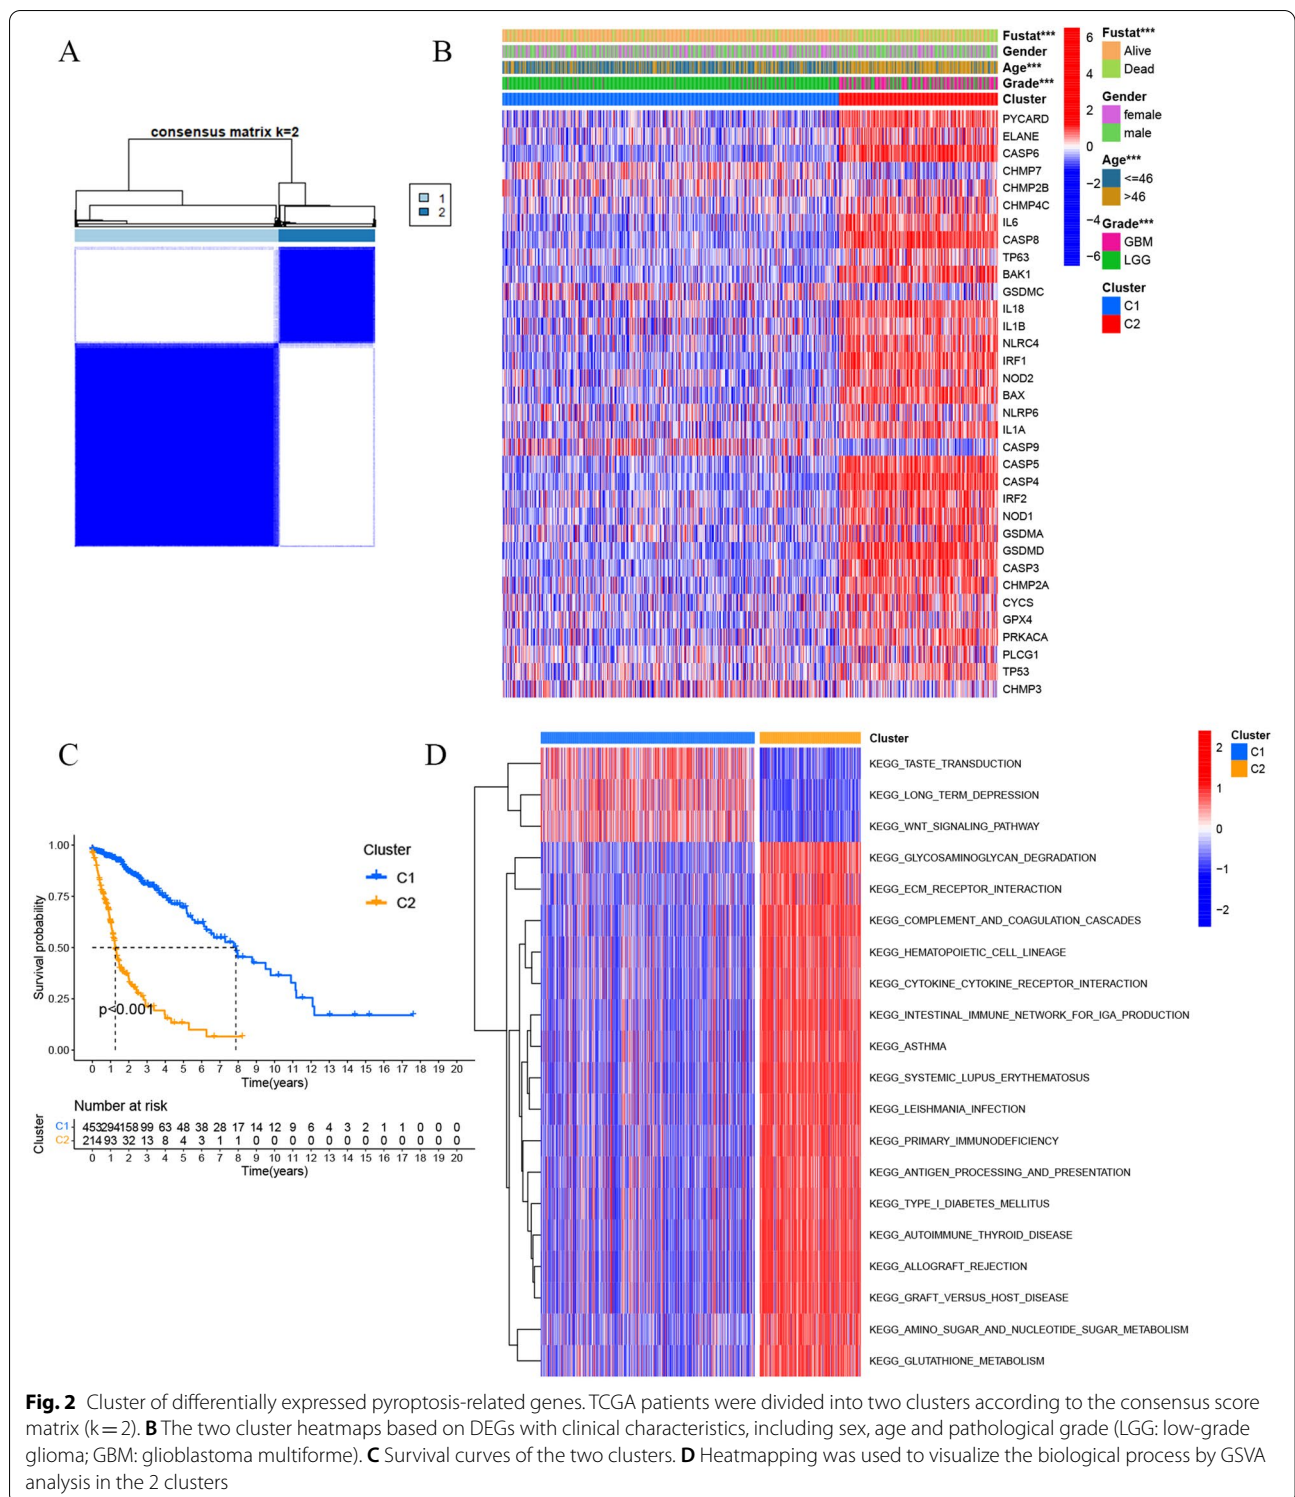 A
consensus matrix k=2
1
2
B
Fustat***
Gender
Age***
Grade***
Cluster
PYCARD
ELANE
CASP6
CHMP7
CHMP2B
CHMP4C
IL6
CASP8
TP63
BAK1
GSDMC
IL18
IL1B
NLRC4
IRF1
NOD2
BAX
NLRP6
IL1A
CASP9
CASP5
CASP4
IRF2
NOD1
GSDMA
GSDMD
CASP3
CHMP2A
CYCS
GPX4
PRKACA
PLCG1
TP53
CHMP3
6
4
2
0
−2
−4
−6
Fustat***
Alive
Dead
Gender
female
male
Age***
<=46
>46
Grade***
GBM
LGG
Cluster
C1
C2
C
Cluster
C1
C2
Survival probability
1.00
0.75
0.50
0.25
0.00
p<0.001
0 1 2 3 4 5 6 7 8 9 10 11 12 13 14 15 16 17 18 19 20
Time(years)
Number at risk
Cluster
C1 453 294 158 99 63 48 38 28 17 14 12 9 6 4 3 2 1 1 0 0 0
C2 214 93 32 13 8 4 3 1 1 0 0 0 0 0 0 0 0 0 0 0 0
0 1 2 3 4 5 6 7 8 9 10 11 12 13 14 15 16 17 18 19 20
Time(years)
D
Cluster
KEGG_TASTE_TRANSDUCTION
KEGG_LONG_TERM_DEPRESSION
KEGG_WNT_SIGNALING_PATHWAY
KEGG_GLYCOSAMINOGLYCAN_DEGRADATION
KEGG_ECM_RECEPTOR_INTERACTION
KEGG_COMPLEMENT_AND_COAGULATION_CASCADES
KEGG_HEMATOPOIETIC_CELL_LINEAGE
KEGG_CYTOKINE_CYTOKINE_RECEPTOR_INTERACTION
KEGG_INTESTINAL_IMMUNE_NETWORK_FOR_IGA_PRODUCTION
KEGG_ASTHMA
KEGG_SYSTEMIC_LUPUS_ERYTHEMATOSUS
KEGG_LEISHMANIA_INFECTION
KEGG_PRIMARY_IMMUNODEFICIENCY
KEGG_ANTIGEN_PROCESSING_AND_PRESENTATION
KEGG_TYPE_I_DIABETES_MELLITUS
KEGG_AUTOIMMUNE_THYROID_DISEASE
KEGG_ALLOGRAFT_REJECTION
KEGG_GRAFT_VERSUS_HOST_DISEASE
KEGG_AMINO_SUGAR_AND_NUCLEOTIDE_SUGAR_METABOLISM
KEGG_GLUTATHIONE_METABOLISM
2
1
0
−1
−2
Cluster
C1
C2
Fig. 2 Cluster of differentially expressed pyroptosis-related genes. TCGA patients were divided into two clusters according to the consensus score
matrix (k = 2). B The two cluster heatmaps based on DEGs with clinical characteristics, including sex, age and pathological grade (LGG: low-grade
glioma; GBM: glioblastoma multiforme). C Survival curves of the two clusters. D Heatmapping was used to visualize the biological process by GSVA
analysis in the 2 clusters